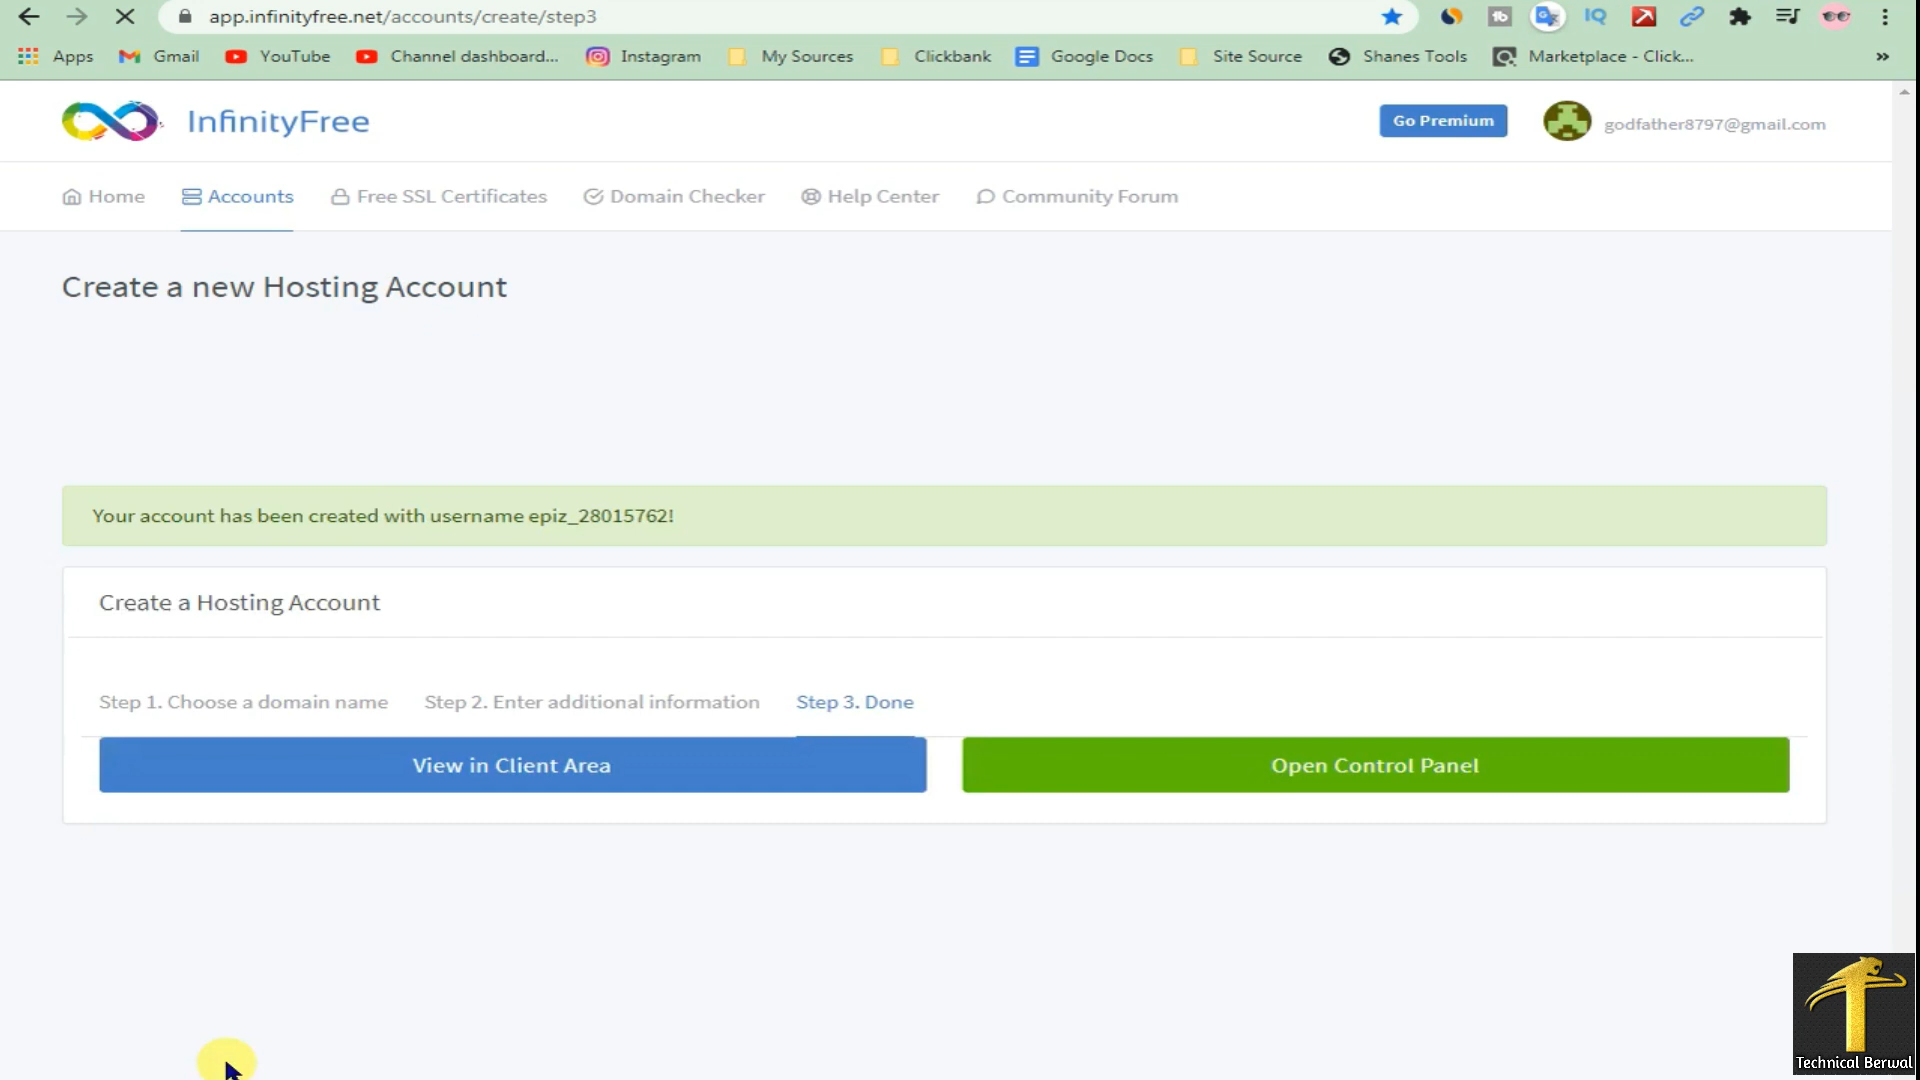 app.infinityfree.net/accounts/create/step3
Apps Gmail YouTube Channel dashboard... Instagram My Sources Clickbank Google Docs Site Source Shanes Tools Marketplace - Click... »
InfinityFree Go Premium godfather8797@gmail.com
Home Accounts Free SSL Certificates Domain Checker Help Center Community Forum
Create a new Hosting Account
Your account has been created with username epiz_28015762!
Create a Hosting Account
Step 1. Choose a domain name Step 2. Enter additional information Step 3. Done
View in Client Area Open Control Panel
Technical Berwal